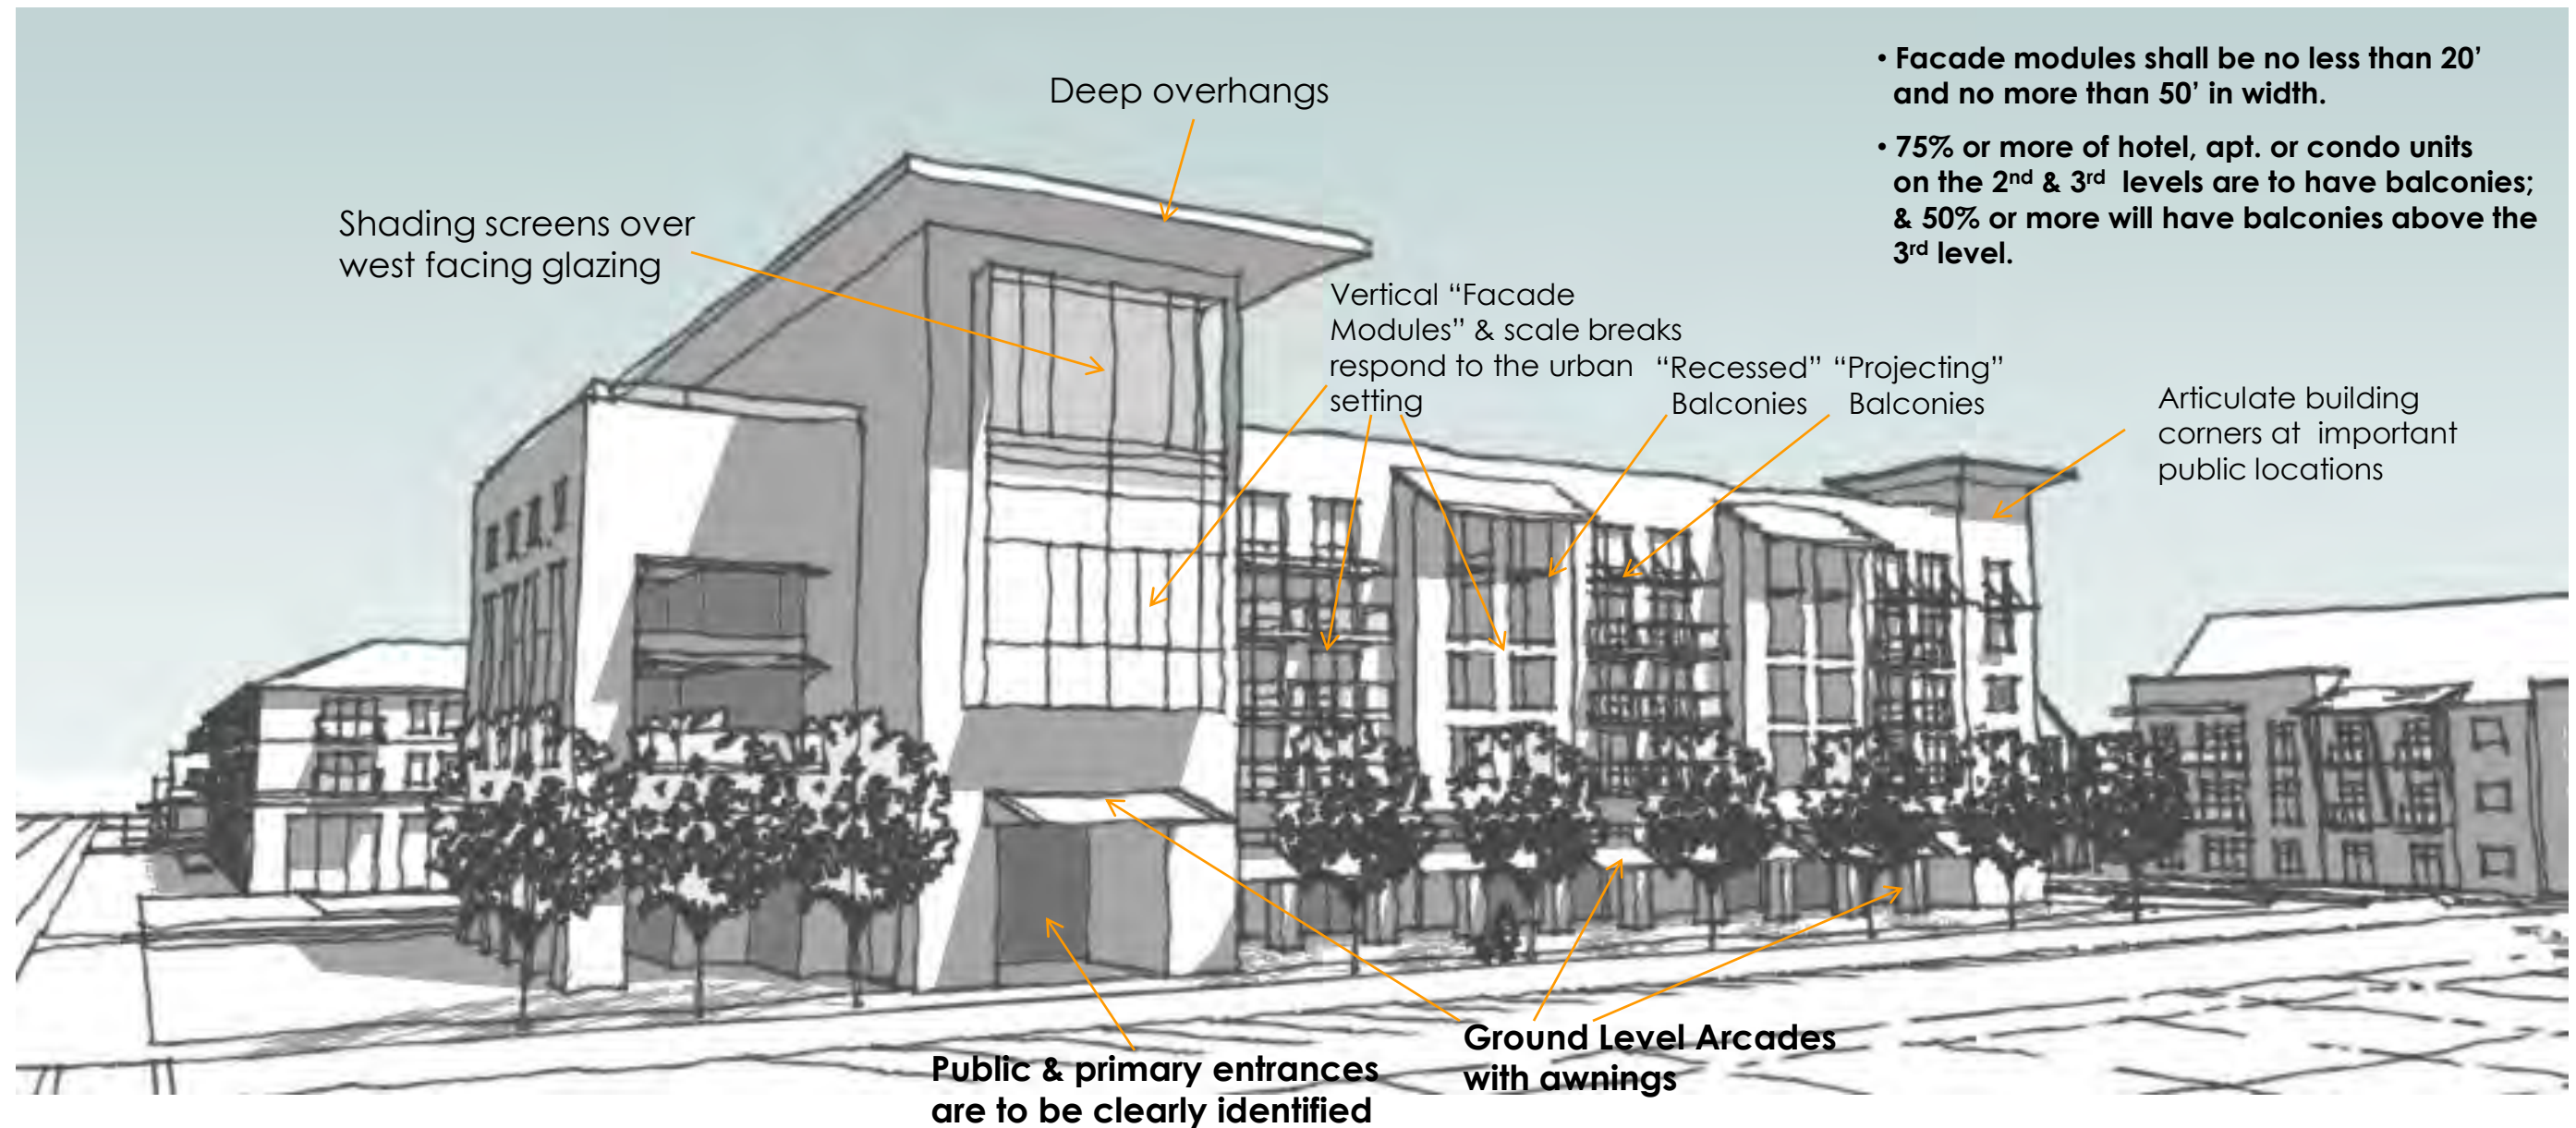 • Facade modules shall be no less than 20’
and no more than 50’ in width.
• 75% or more of hotel, apt. or condo units
on the 2nd & 3rd levels are to have balconies;
& 50% or more will have balconies above the
3rd level.
Deep overhangs
Shading screens over
west facing glazing
Vertical “Facade
Modules” & scale breaks
respond to the urban
setting
“Recessed”
Balconies
“Projecting”
Balconies
Articulate building
corners at important
public locations
Ground Level Arcades
with awnings
Public & primary entrances
are to be clearly identified